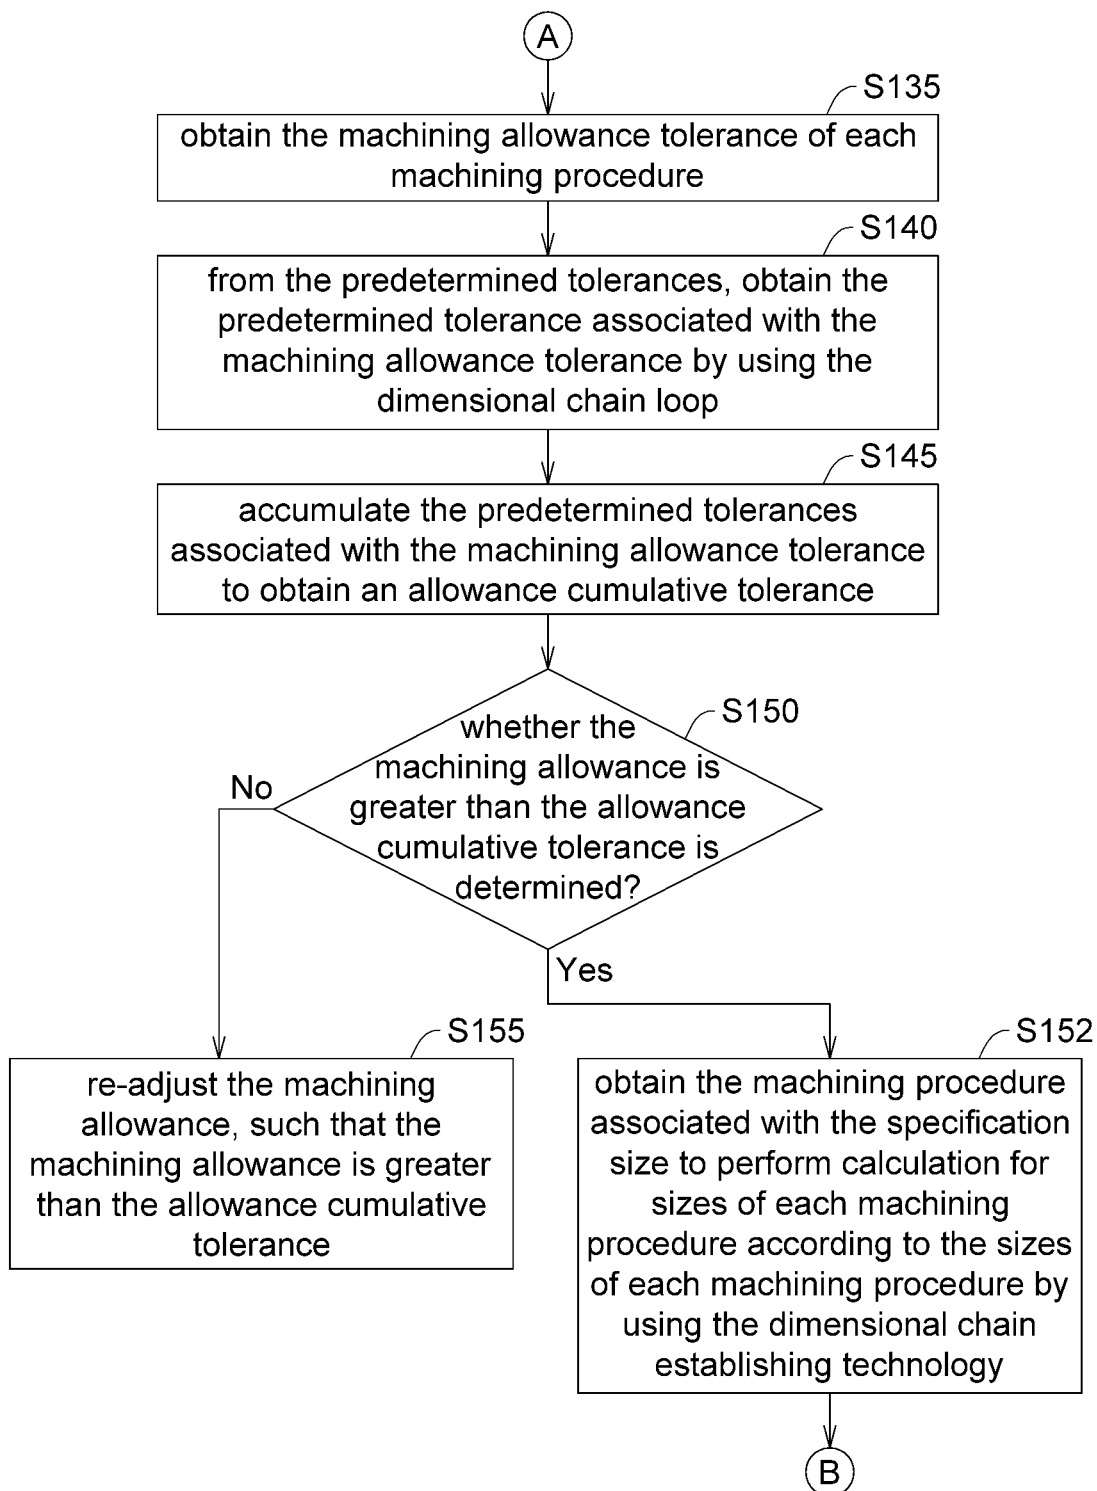 A
S135
obtain the machining allowance tolerance of each
machining procedure
S140
from the predetermined tolerances, obtain the
predetermined tolerance associated with the
machining allowance tolerance by using the
dimensional chain loop
S145
accumulate the predetermined tolerances
associated with the machining allowance tolerance
to obtain an allowance cumulative tolerance
S150
whether the
machining allowance is
greater than the allowance
cumulative tolerance is
determined?
No
Yes
S155
re-adjust the machining
allowance, such that the
machining allowance is greater
than the allowance cumulative
tolerance
S152
obtain the machining procedure
associated with the specification
size to perform calculation for
sizes of each machining
procedure according to the sizes
of each machining procedure by
using the dimensional chain
establishing technology
B